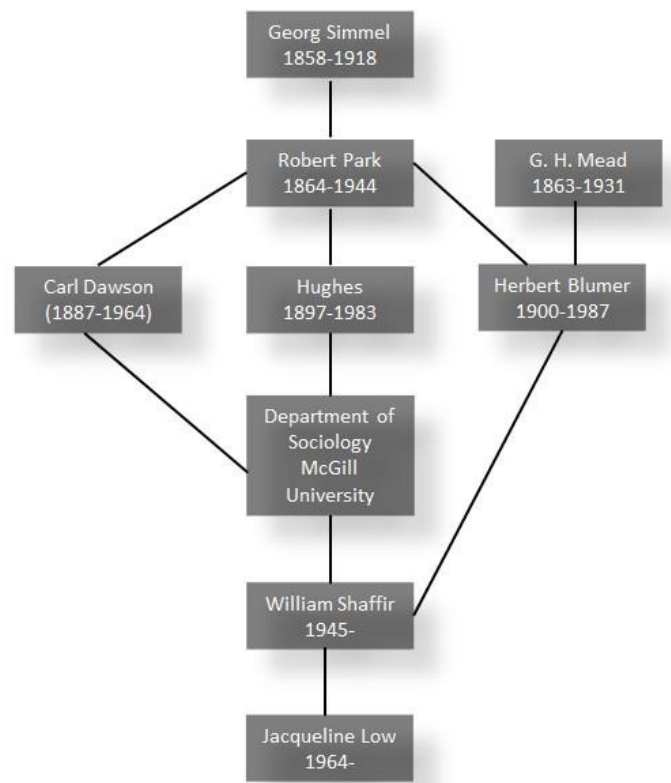 Georg Simmel
1858-1918
Robert Park
1864-1944
G. H. Mead
1863-1931
Carl Dawson
(1887-1964)
Hughes
1897-1983
Herbert Blumer
1900-1987
Department of
Sociology
McGill
University
William Shaffir
1945-
Jacqueline Low
1964-